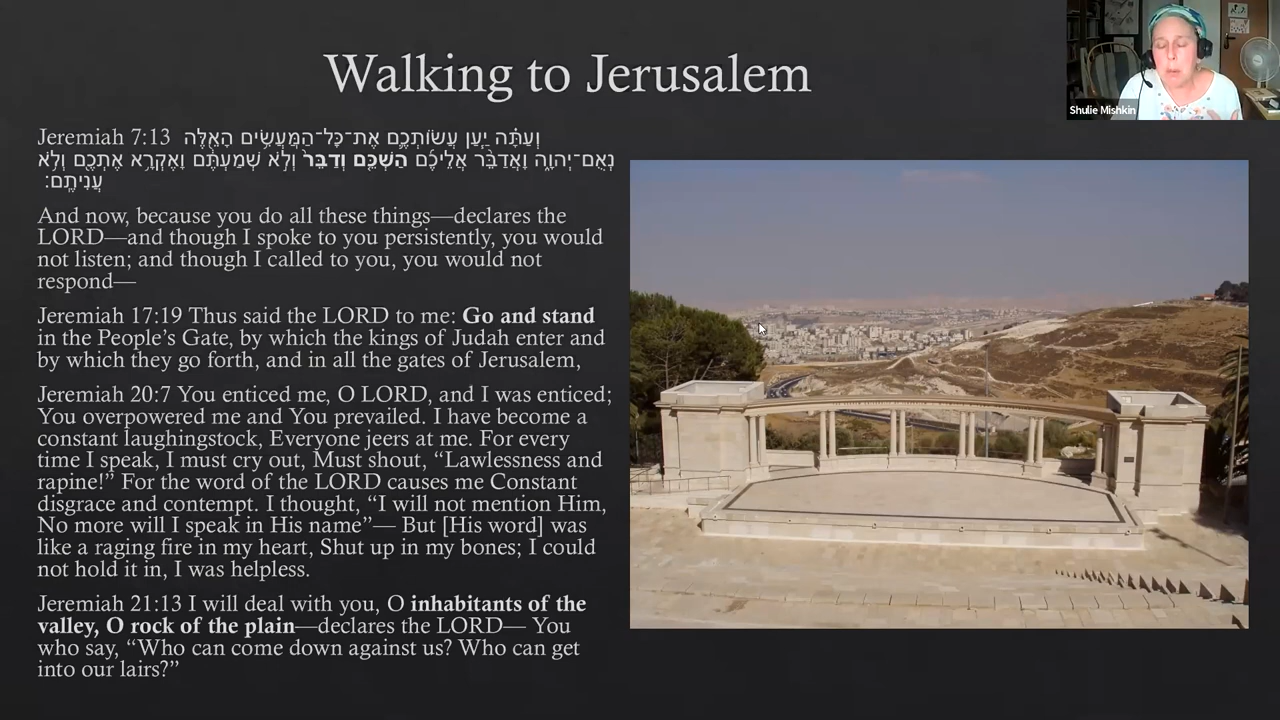 Walking to Jerusalem
Shulie Mishkin
Jeremiah 7:13 וְעַתָּ֗ה יַ֧עַן עֲשׂוֹתְכֶ֛ם אֶת־כׇּל־הַמַּעֲשִׂ֥ים הָאֵ֖לֶּה
נְאֻם־יְהֹוָ֑ה וָאֲדַבֵּ֨ר אֲלֵיכֶ֜ם הַשְׁכֵּ֤ם וְדַבֵּר֙ וְלֹ֣א שְׁמַעְתֶּ֔ם וָאֶקְרָ֥א אֶתְכֶ֖ם וְלֹ֥א
עֲנִיתֶֽם׃
And now, because you do all these things—declares the
LORD—and though I spoke to you persistently, you would
not listen; and though I called to you, you would not
respond—
Jeremiah 17:19 Thus said the LORD to me: Go and stand
in the People’s Gate, by which the kings of Judah enter and
by which they go forth, and in all the gates of Jerusalem,
Jeremiah 20:7 You enticed me, O LORD, and I was enticed;
You overpowered me and You prevailed. I have become a
constant laughingstock, Everyone jeers at me. For every
time I speak, I must cry out, Must shout, “Lawlessness and
rapine!” For the word of the LORD causes me Constant
disgrace and contempt. I thought, “I will not mention Him,
No more will I speak in His name”— But [His word] was
like a raging fire in my heart, Shut up in my bones; I could
not hold it in, I was helpless.
Jeremiah 21:13 I will deal with you, O inhabitants of the
valley, O rock of the plain—declares the LORD— You
who say, “Who can come down against us? Who can get
into our lairs?”